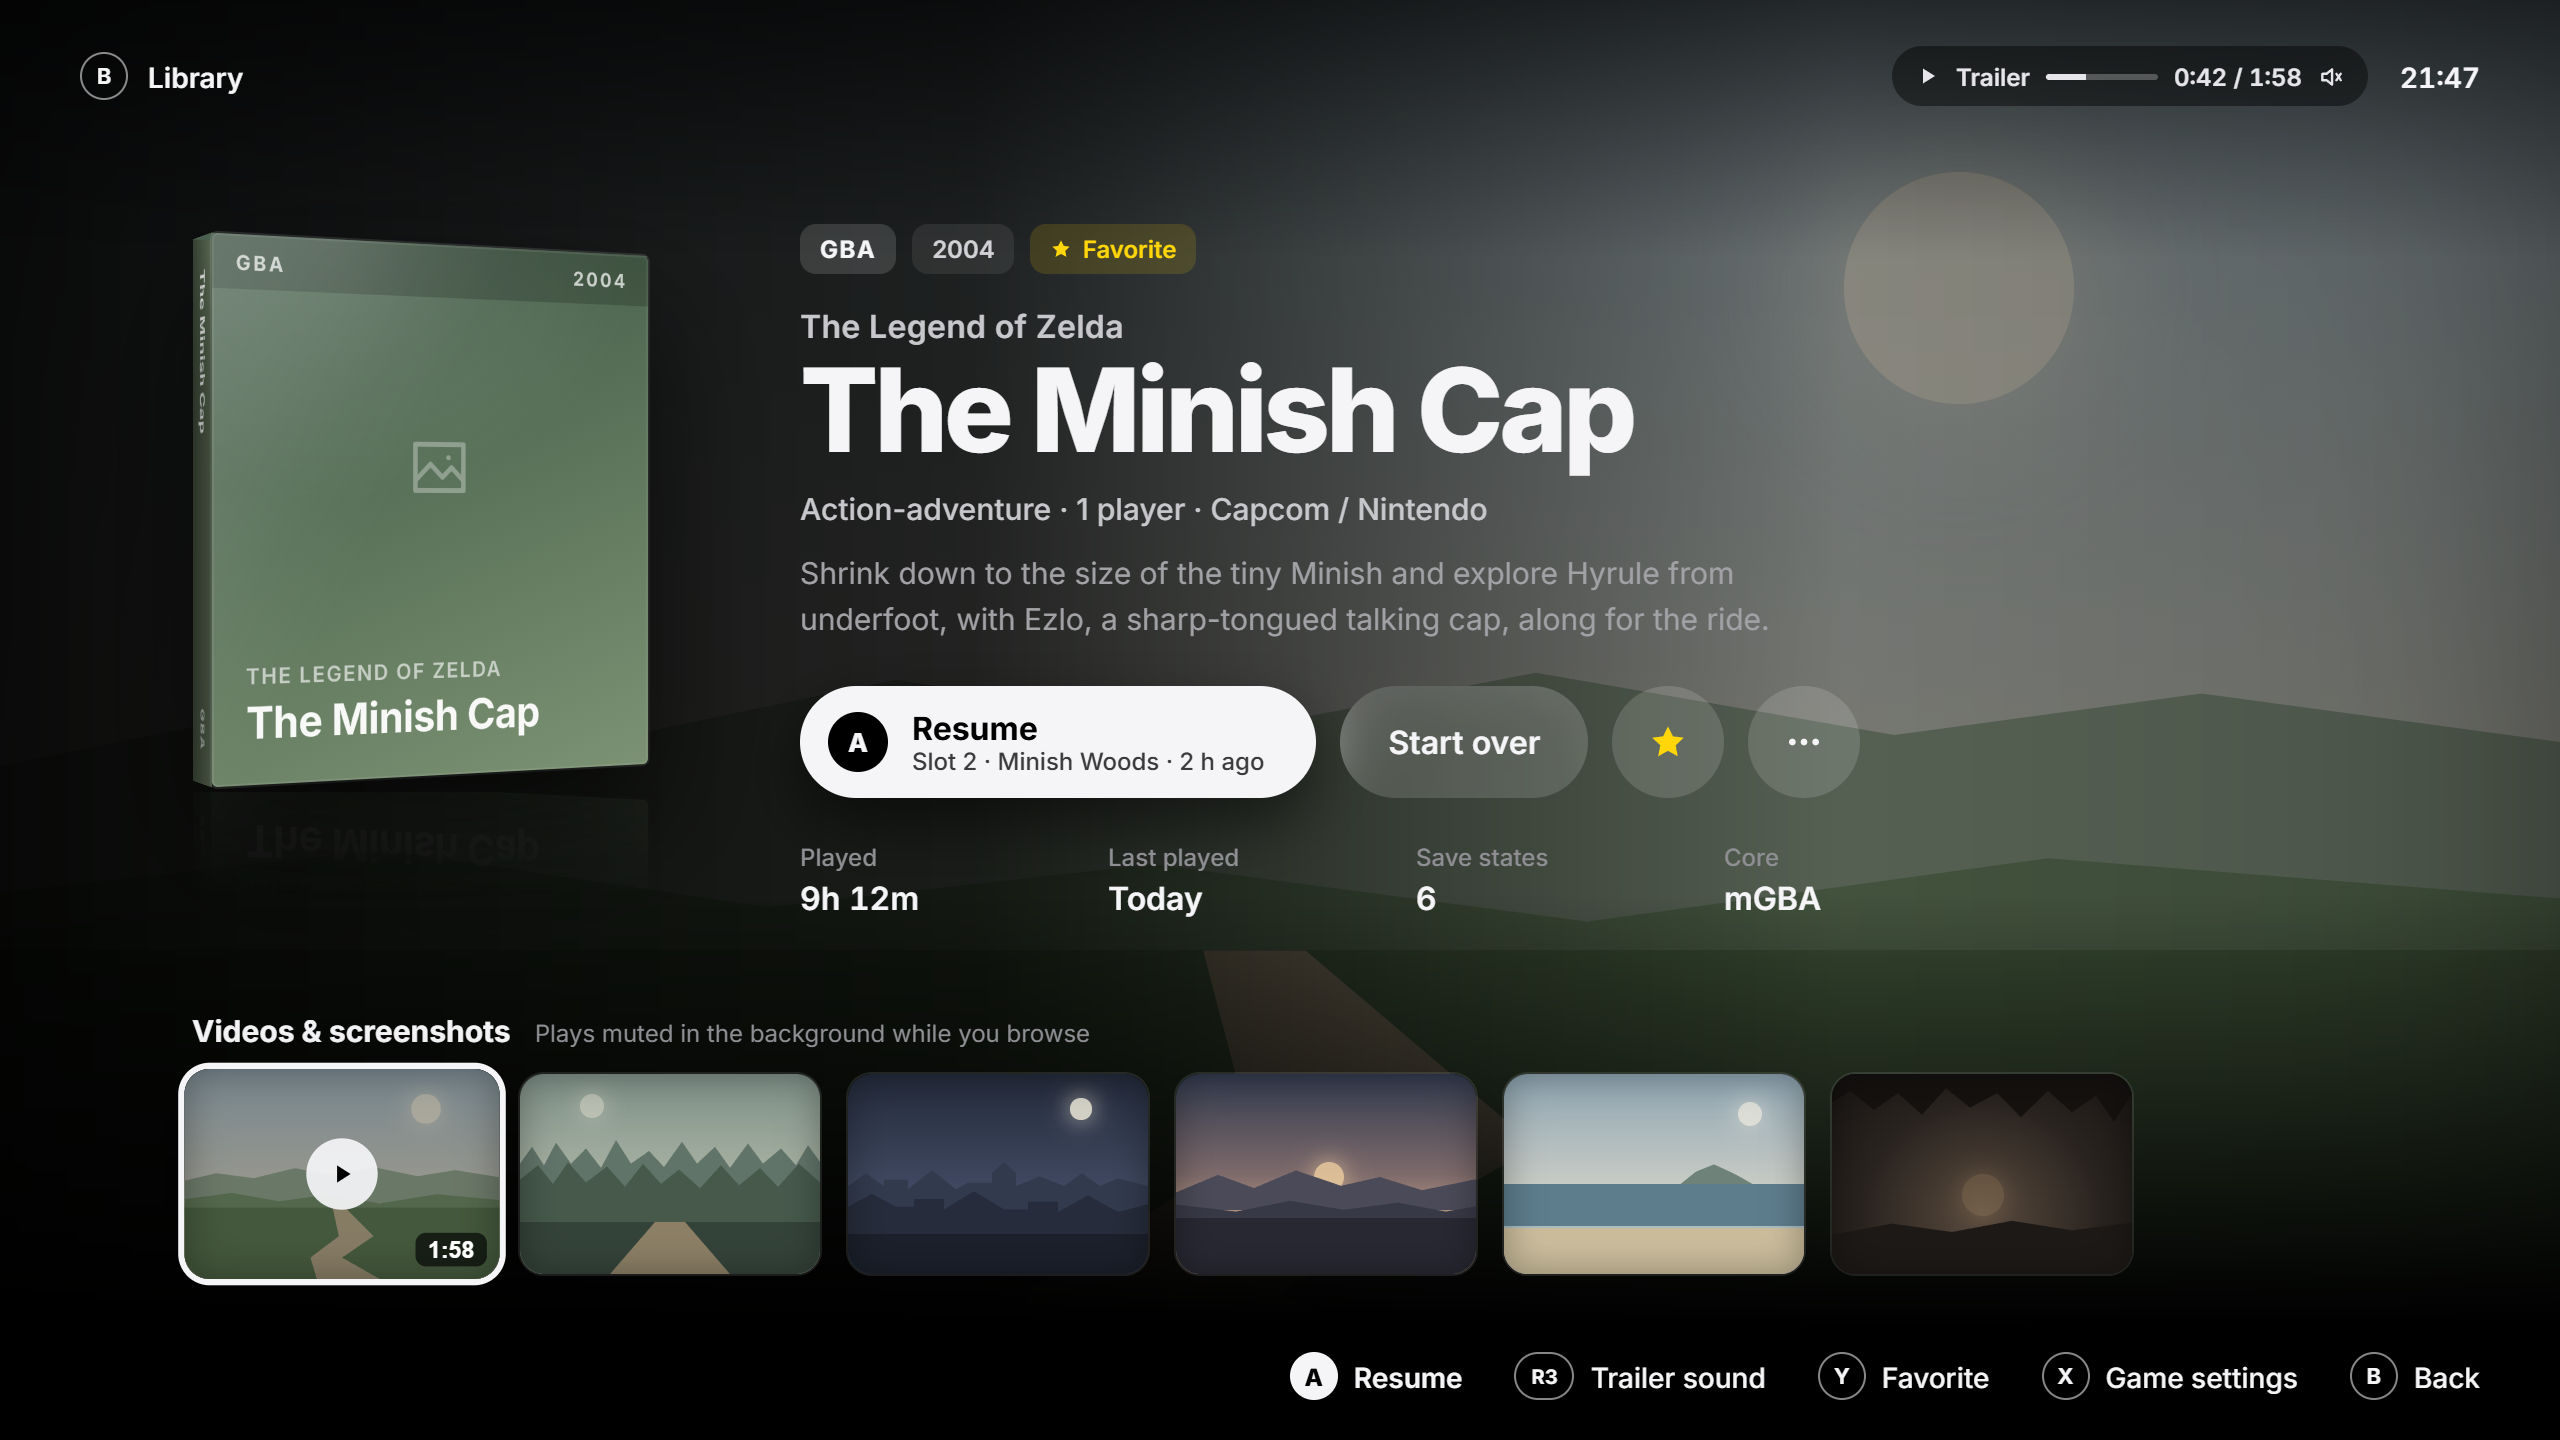 B Library
Trailer 0:42 / 1:58
21:47
GBA 2004
The Minish Cap
GBA
THE LEGEND OF ZELDA
The Minish Cap
The Minish Cap
GBA 2004 Favorite
The Legend of Zelda
The Minish Cap
Action-adventure · 1 player · Capcom / Nintendo
Shrink down to the size of the tiny Minish and explore Hyrule from
underfoot, with Ezlo, a sharp-tongued talking cap, along for the ride.
A Resume
Slot 2 · Minish Woods · 2 h ago
Start over
Played
9h 12m
Last played
Today
Save states
6
Core
mGBA
Videos & screenshots Plays muted in the background while you browse
1:58
A Resume R3 Trailer sound Y Favorite X Game settings B Back